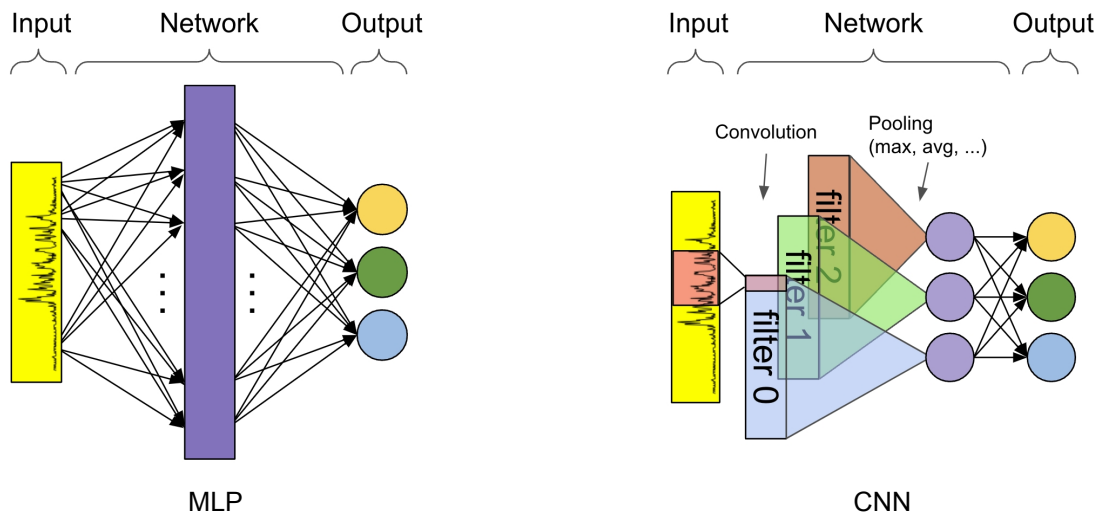 Input
Network
Output
MLP
Input
Network
Output
Convolution
Pooling
(max, avg, ...)
filter 2
filter 1
filter 0
CNN